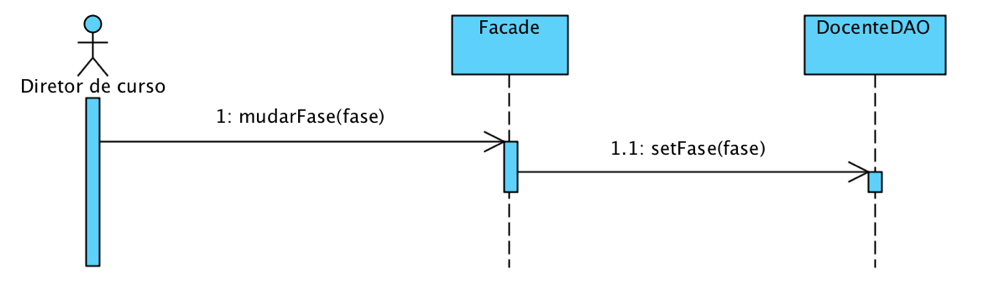 Facade
DocenteDAO
Diretor de curso
1: mudarFase(fase)
1.1: setFase(fase)